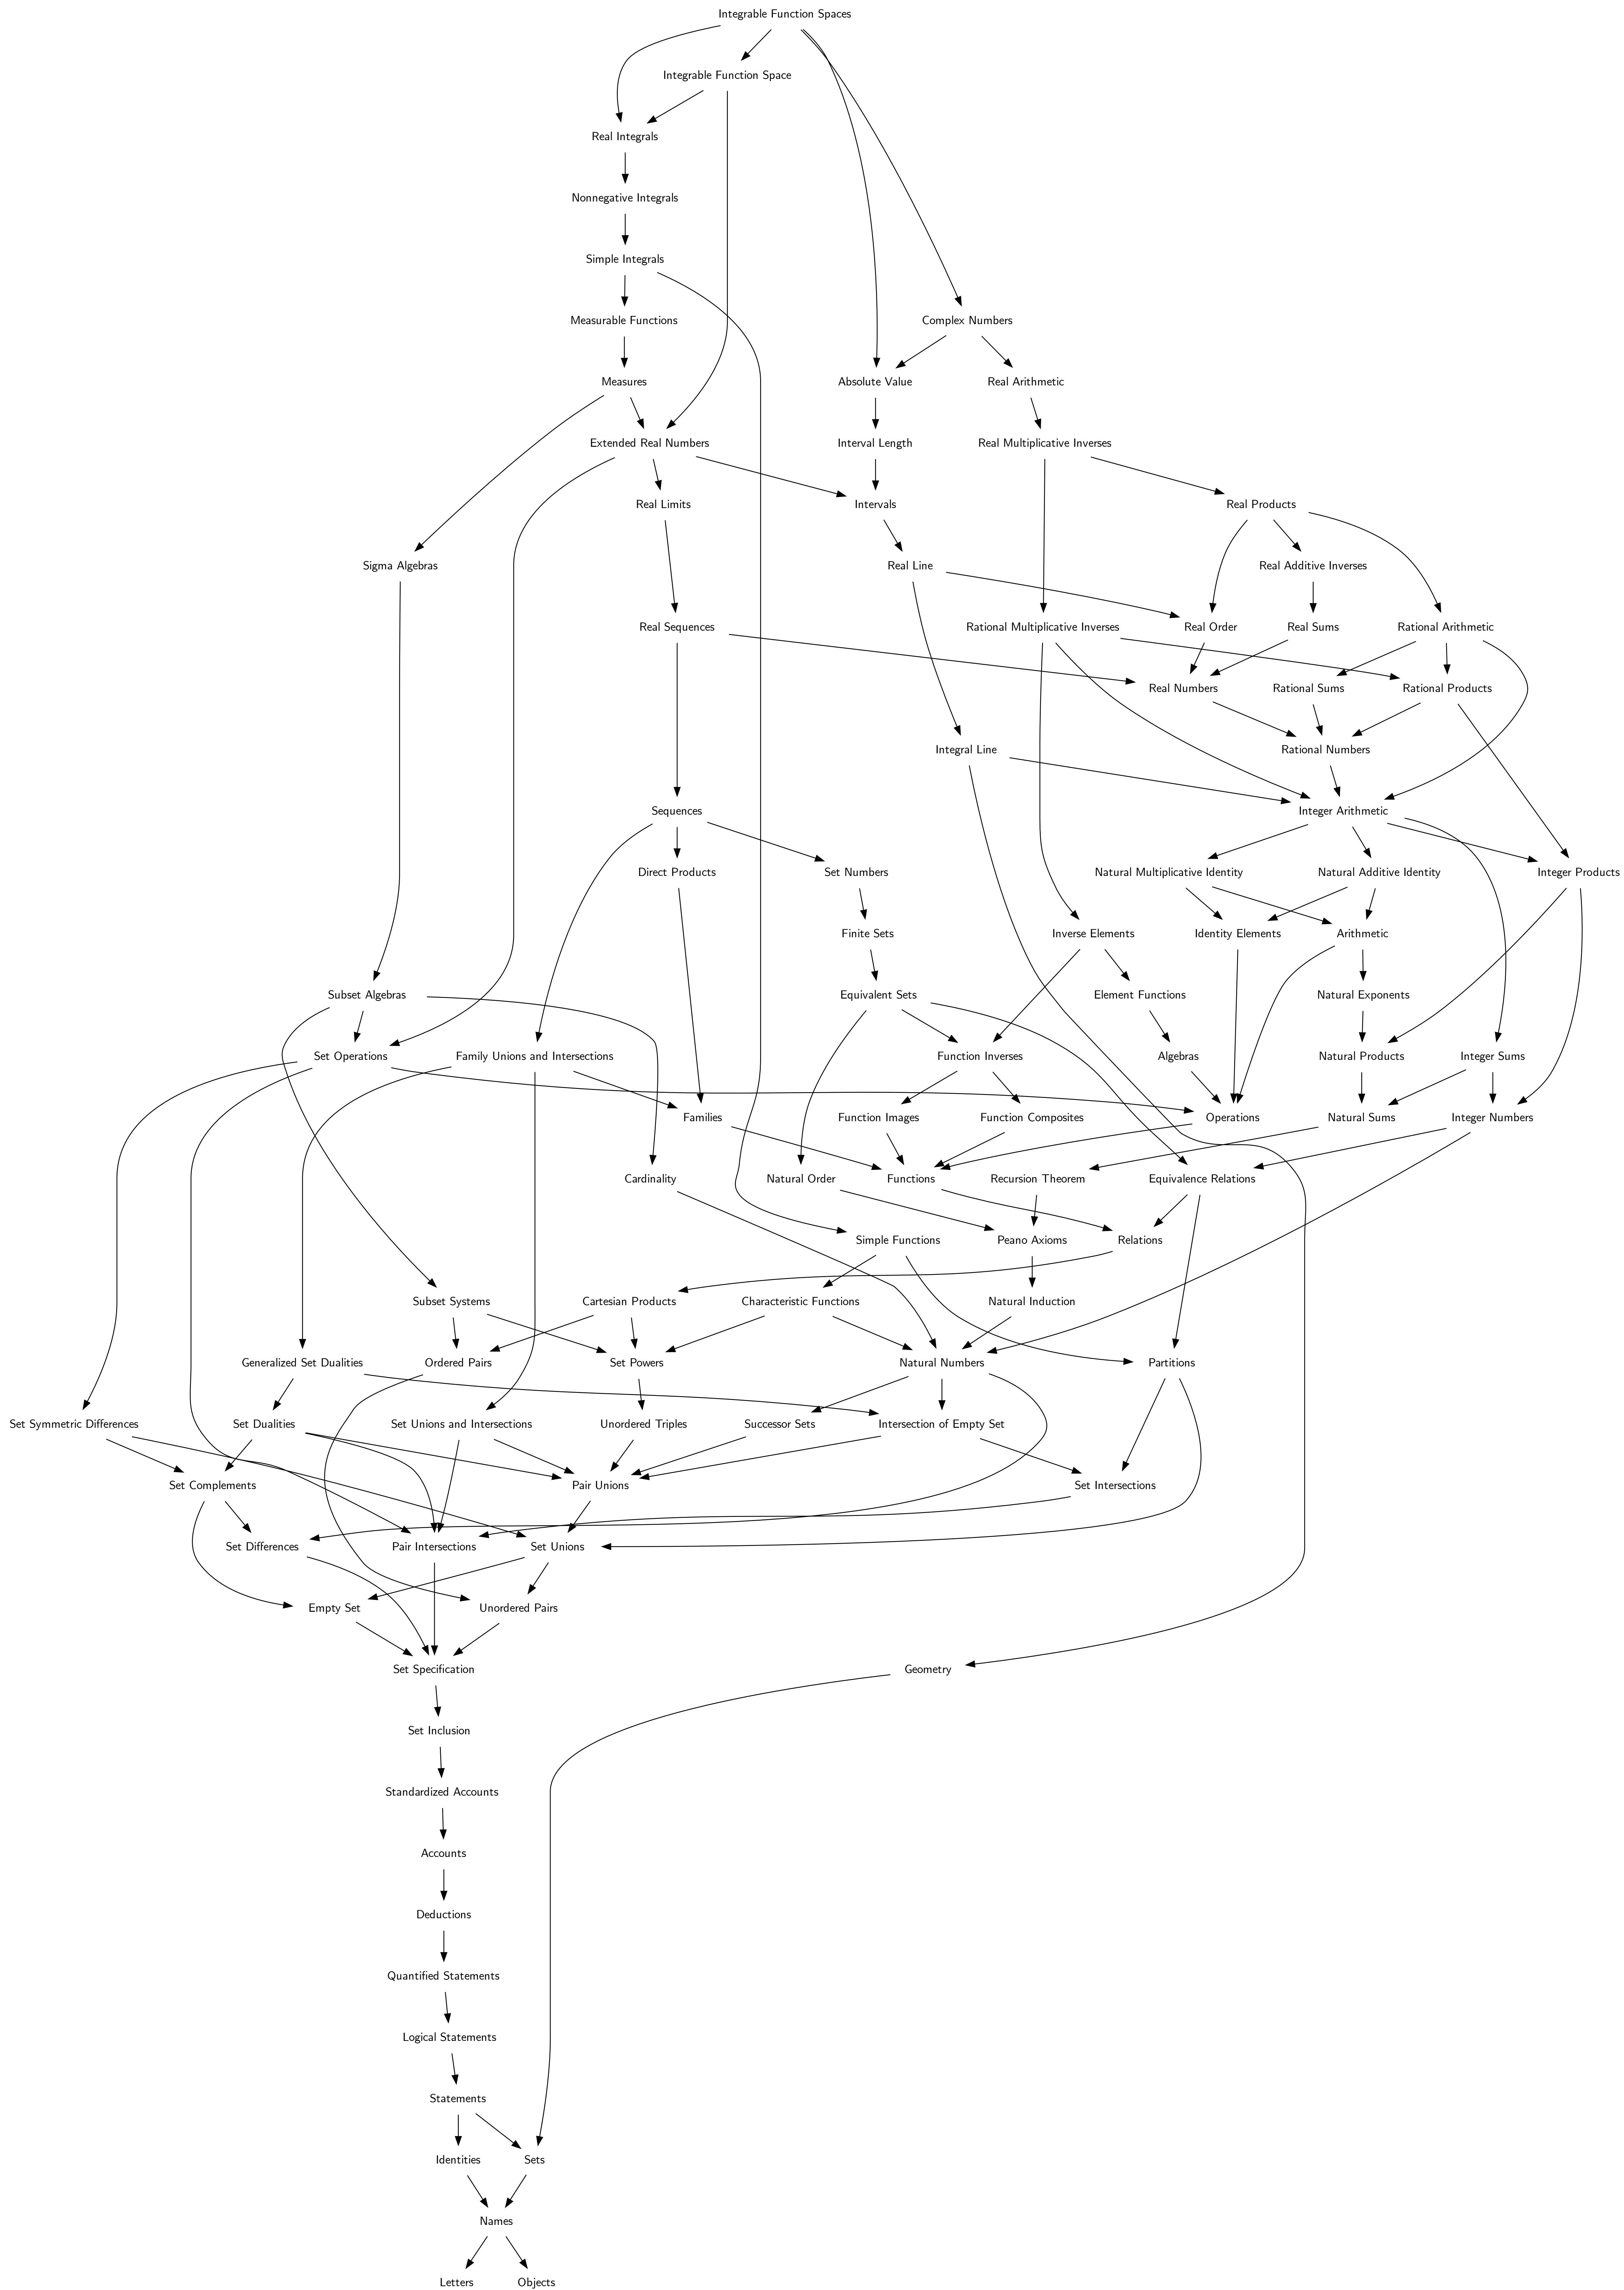 Integrable Function Spaces
Integrable Function Space
Real Integrals
Nonnegative Integrals
Simple Integrals
Measurable Functions
Complex Numbers
Measures
Absolute Value
Real Arithmetic
Extended Real Numbers
Interval Length
Real Multiplicative Inverses
Real Limits
Intervals
Real Products
Sigma Algebras
Real Line
Real Additive Inverses
Real Sequences
Rational Multiplicative Inverses
Real Order
Real Sums
Rational Arithmetic
Real Numbers
Rational Sums
Rational Products
Integral Line
Rational Numbers
Sequences
Integer Arithmetic
Direct Products
Set Numbers
Natural Multiplicative Identity
Natural Additive Identity
Integer Products
Finite Sets
Inverse Elements
Identity Elements
Arithmetic
Subset Algebras
Equivalent Sets
Element Functions
Natural Exponents
Set Operations
Family Unions and Intersections
Function Inverses
Algebras
Natural Products
Integer Sums
Families
Function Images
Function Composites
Operations
Natural Sums
Integer Numbers
Cardinality
Natural Order
Functions
Recursion Theorem
Equivalence Relations
Simple Functions
Peano Axioms
Relations
Subset Systems
Cartesian Products
Characteristic Functions
Natural Induction
Generalized Set Dualities
Ordered Pairs
Set Powers
Natural Numbers
Partitions
Set Symmetric Differences
Set Dualities
Set Unions and Intersections
Unordered Triples
Successor Sets
Intersection of Empty Set
Set Complements
Pair Unions
Set Intersections
Set Differences
Pair Intersections
Set Unions
Empty Set
Unordered Pairs
Set Specification
Geometry
Set Inclusion
Standardized Accounts
Accounts
Deductions
Quantified Statements
Logical Statements
Statements
Identities
Sets
Names
Letters
Objects